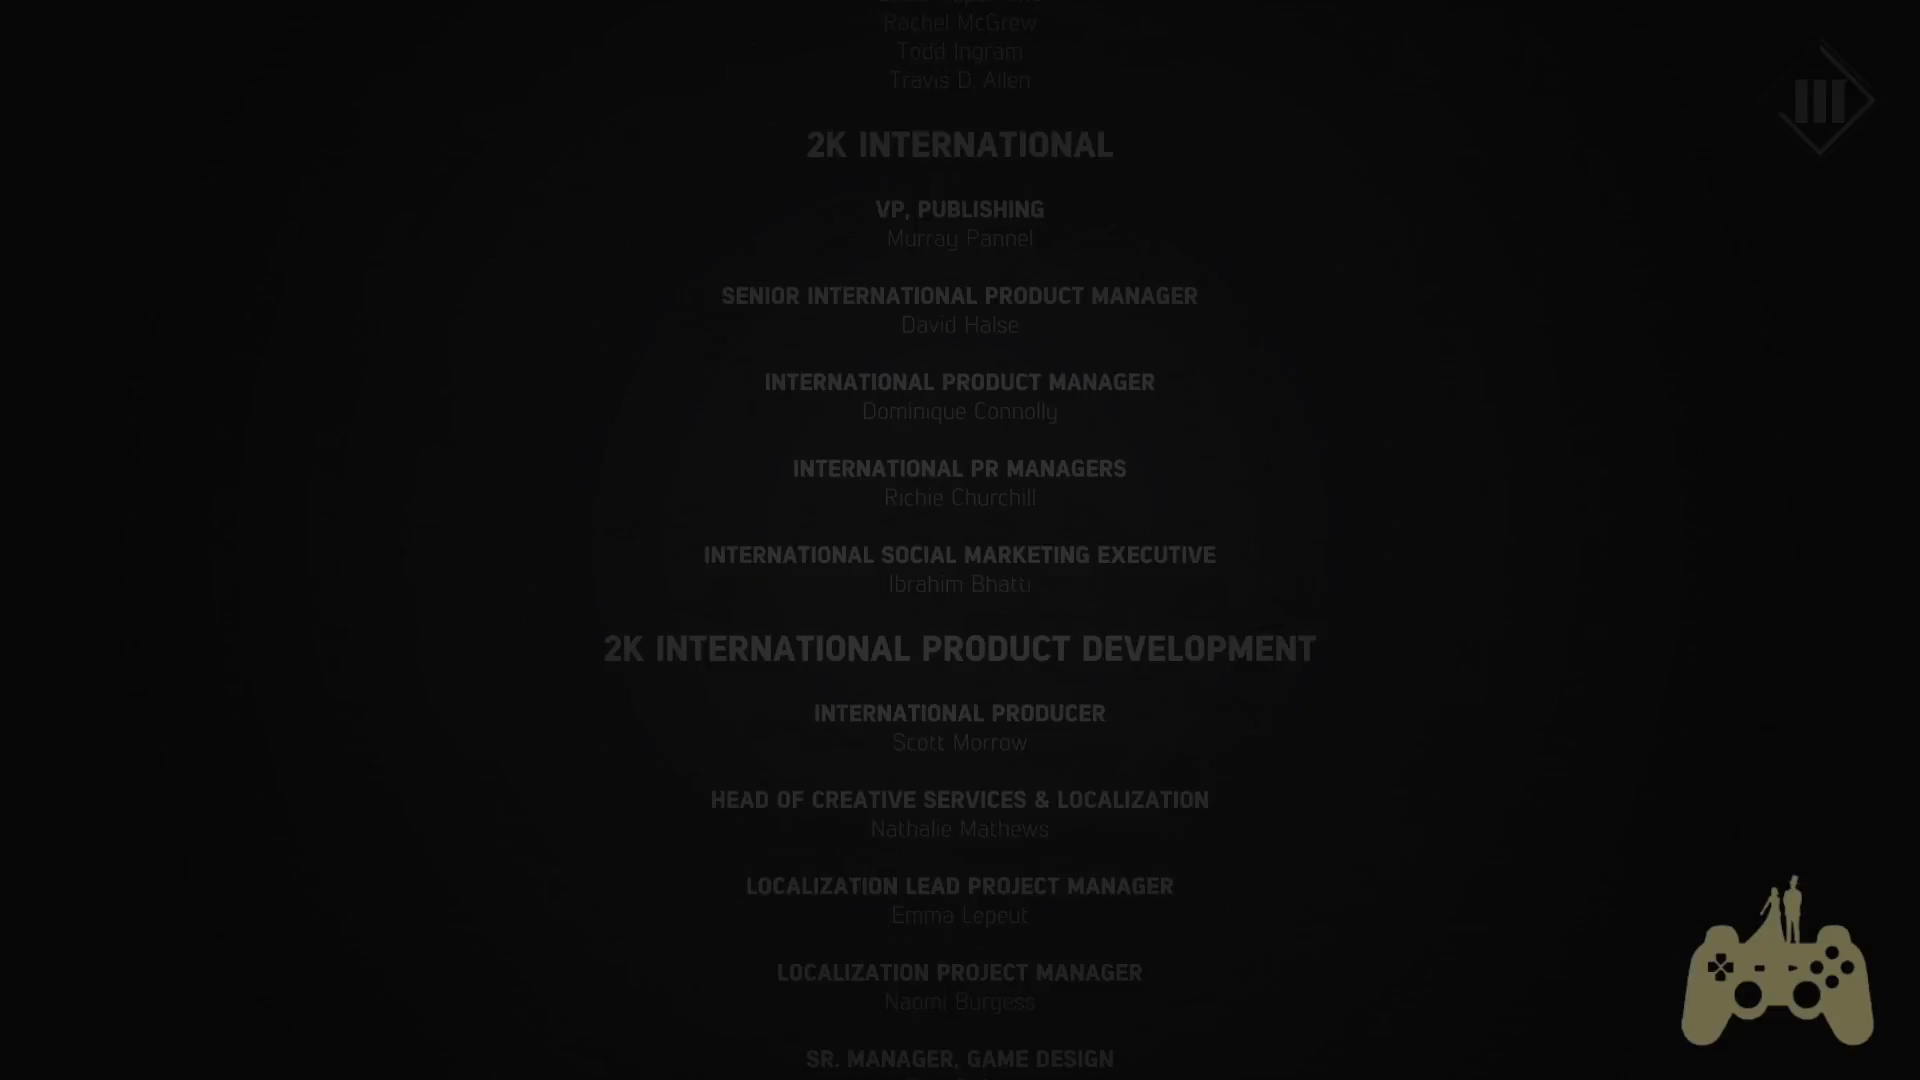 Rachel McGrew
Todd Ingram
Travis D. Allen
2K INTERNATIONAL
VP, PUBLISHING
Murray Pannel
SENIOR INTERNATIONAL PRODUCT MANAGER
David Halse
INTERNATIONAL PRODUCT MANAGER
Dominique Connolly
INTERNATIONAL PR MANAGERS
Richie Churchill
INTERNATIONAL SOCIAL MARKETING EXECUTIVE
Ibrahim Bhatti
2K INTERNATIONAL PRODUCT DEVELOPMENT
INTERNATIONAL PRODUCER
Scott Morrow
HEAD OF CREATIVE SERVICES & LOCALIZATION
Nathalie Mathews
LOCALIZATION LEAD PROJECT MANAGER
Emma Lepeut
LOCALIZATION PROJECT MANAGER
Naomi Burgess
SR. MANAGER, GAME DESIGN